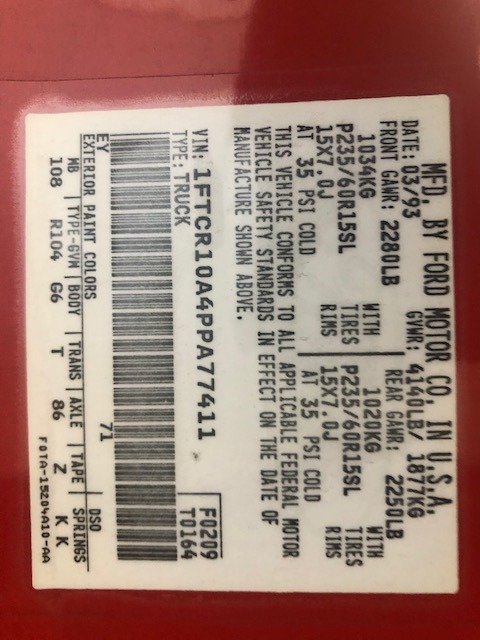 MFD. BY FORD MOTOR CO. IN U.S.A.
DATE: 03/93 GVWR: 4140LB/ 1877KG
FRONT GAWR: 2280LB REAR GAWR: 2250LB
1034KG WITH 1020KG WITH
P235/60R15SL TIRES P235/60R15SL TIRES
15X7.0J RIMS 15X7.0J RIMS
AT 35 PSI COLD AT 35 PSI COLD
THIS VEHICLE CONFORMS TO ALL APPLICABLE FEDERAL MOTOR
VEHICLE SAFETY STANDARDS IN EFFECT ON THE DATE OF
MANUFACTURE SHOWN ABOVE.
VIN: 1FTCR10A4PPA77411 F0209
TYPE: TRUCK T0164
EY 71
EXTERIOR PAINT COLORS DSO
WB TYPE-GVM BODY TRANS AXLE TAPE SPRINGS
108 R104 G6 T 86 Z K K
F0TA-15204A10-AA